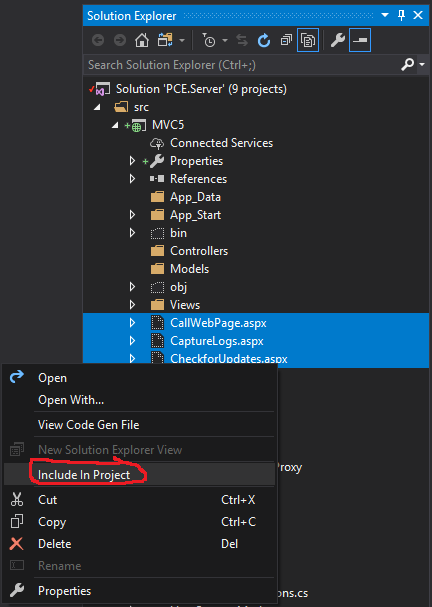 Solution Explorer
Search Solution Explorer (Ctrl+;)
Solution 'PCE.Server' (9 projects)
src
MVC5
Connected Services
Properties
References
App_Data
App_Start
bin
Controllers
Models
obj
Views
CallWebPage.aspx
CaptureLogs.aspx
CheckforUpdates.aspx
Open
Open With...
View Code Gen File
New Solution Explorer View
Include In Project
roxy
Cut Ctrl+X
Copy Ctrl+C
Delete Del
Rename
Properties
ons.cs